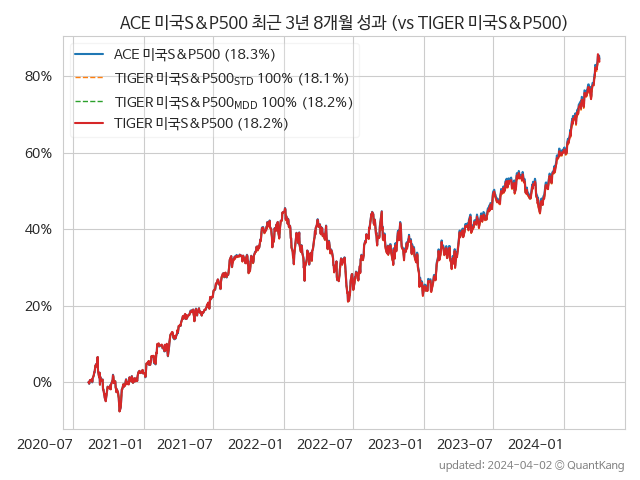 ACE 미국S&P500 최근 3년 8개월 성과 (vs TIGER 미국S&P500)
ACE 미국S&P500 (18.3%)
TIGER 미국S&P500STD 100% (18.1%)
TIGER 미국S&P500MDD 100% (18.2%)
TIGER 미국S&P500 (18.2%)
80%
60%
40%
20%
0%
2020-07 2021-01 2021-07 2022-01 2022-07 2023-01 2023-07 2024-01
updated: 2024-04-02 © QuantKang